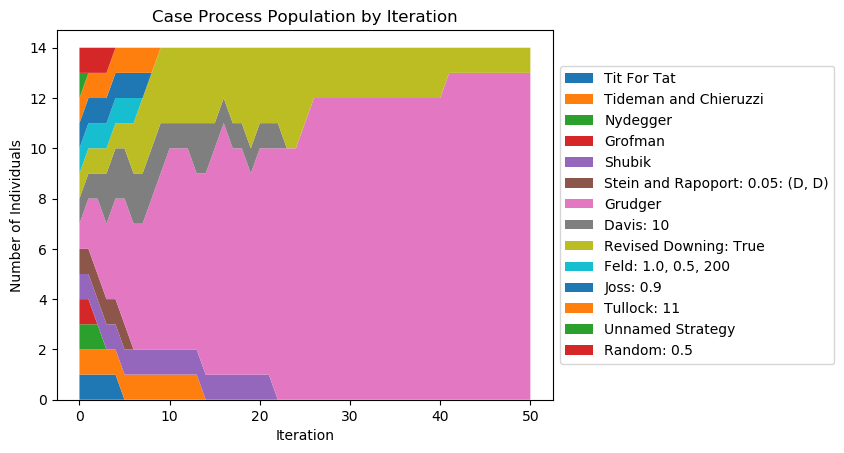 Case Process Population by Iteration
Number of Individuals
14
12
10
8
6
4
2
0
0
10
20
30
40
50
Iteration
Tit For Tat
Tideman and Chieruzzi
Nydegger
Grofman
Shubik
Stein and Rapoport: 0.05: (D, D)
Grudger
Davis: 10
Revised Downing: True
Feld: 1.0, 0.5, 200
Joss: 0.9
Tullock: 11
Unnamed Strategy
Random: 0.5